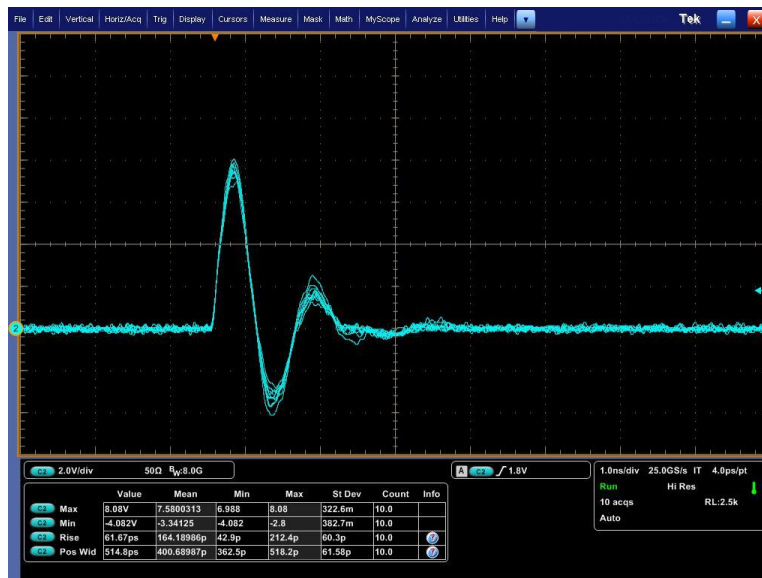 File Edit Vertical Horiz/Acq Trig Display Cursors Measure Mask Math MyScope Analyze Utilities Help Tek X
2
C2 2.0V/div 50Ω BW:8.0G
A C2 1.8V
1.0ns/div 25.0GS/s IT 4.0ps/pt
Run Hi Res
10 acqs RL:2.5k
Auto
Value Mean Min Max St Dev Count Info
C2 Max 8.08V 7.5800313 6.988 8.08 322.6m 10.0
C2 Min -4.082V -3.34125 -4.082 -2.8 382.7m 10.0
C2 Rise 61.67ps 164.18986p 42.9p 212.4p 60.3p 10.0
C2 Pos Wid 514.8ps 400.68987p 362.5p 518.2p 61.58p 10.0